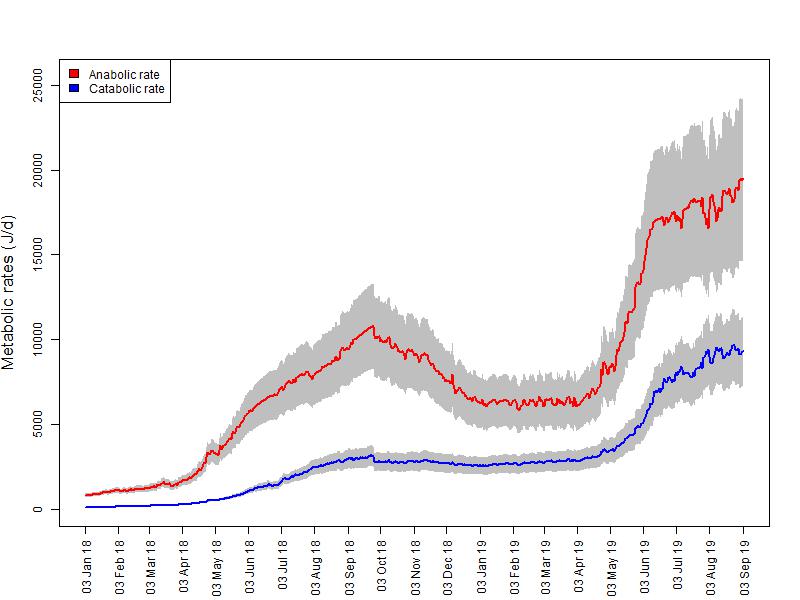 Anabolic rate
Catabolic rate
Metabolic rates (J/d)
25000
20000
15000
10000
5000
0
03 Jan 18
03 Feb 18
03 Mar 18
03 Apr 18
03 May 18
03 Jun 18
03 Jul 18
03 Aug 18
03 Sep 18
03 Oct 18
03 Nov 18
03 Dec 18
03 Jan 19
03 Feb 19
03 Mar 19
03 Apr 19
03 May 19
03 Jun 19
03 Jul 19
03 Aug 19
03 Sep 19